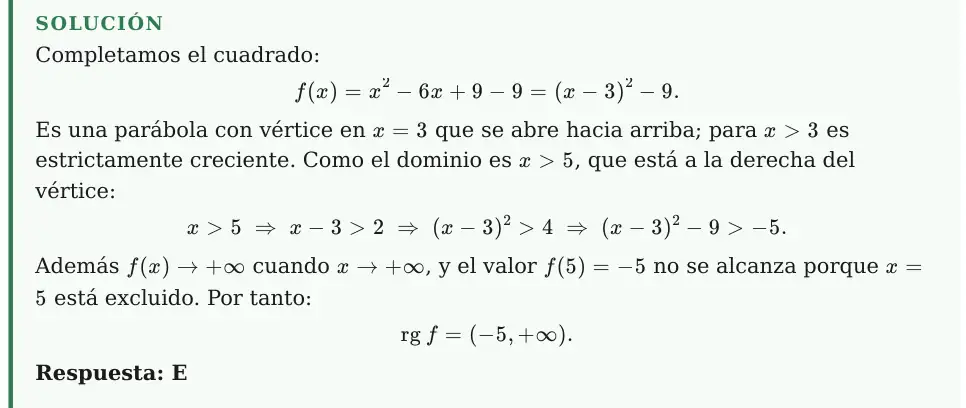 SOLUCIÓN
Completamos el cuadrado:
f(x) = x² − 6x + 9 − 9 = (x − 3)² − 9.
Es una parábola con vértice en x = 3 que se abre hacia arriba; para x > 3 es
estrictamente creciente. Como el dominio es x > 5, que está a la derecha del
vértice:
x > 5 ⇒ x − 3 > 2 ⇒ (x − 3)² > 4 ⇒ (x − 3)² − 9 > −5.
Además f(x) → +∞ cuando x → +∞, y el valor f(5) = −5 no se alcanza porque x =
5 está excluido. Por tanto:
rg f = (−5, +∞).
Respuesta: E